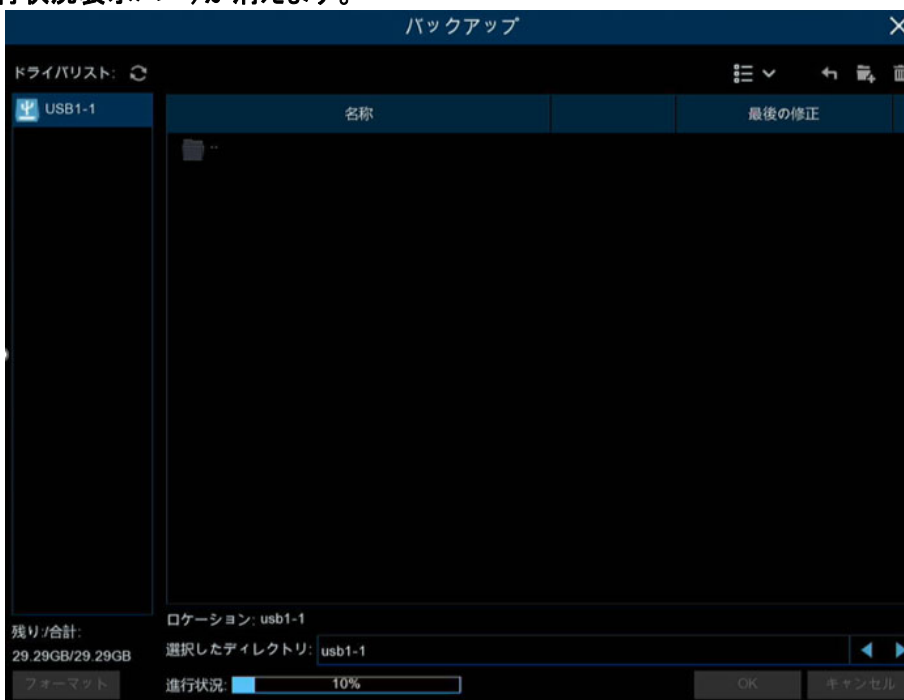 バックアップ
ドライバリスト:
USB1-1
名称
最後の修正
..
ロケーション: usb1-1
残り:/合計:
選択したディレクトリ: usb1-1
29.29GB/29.29GB
フォーマット
進行状況: 10%
OK
キャンセル